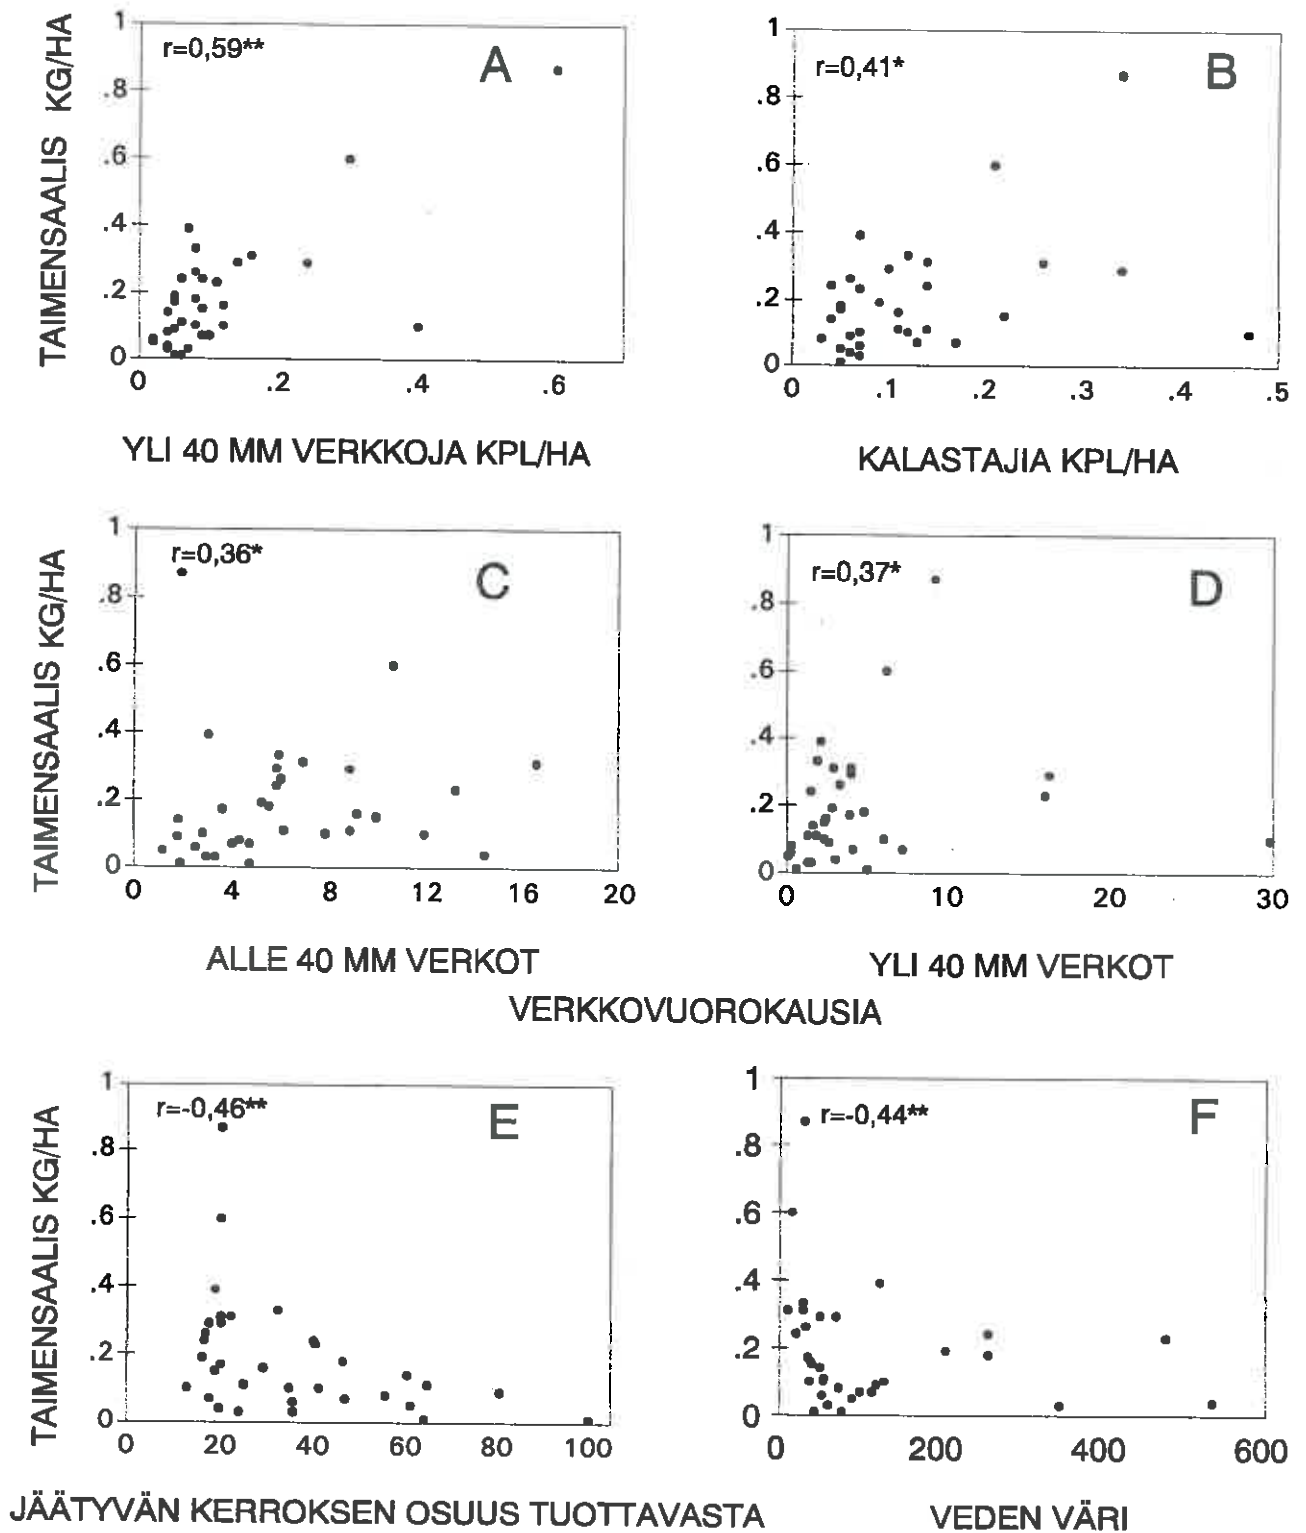 TAIMENSAALIS KG/HA
1
.8
.6
.4
.2
0
r=0,59**
A
0 .2 .4 .6
YLI 40 MM VERKKOJA KPL/HA
1
.8
.6
.4
.2
0
r=0,41*
B
0 .1 .2 .3 .4 .5
KALASTAJIA KPL/HA
TAIMENSAALIS KG/HA
1
.8
.6
.4
.2
0
r=0,36*
C
0 4 8 12 16 20
ALLE 40 MM VERKOT
1
.8
.6
.4
.2
0
r=0,37*
D
0 10 20 30
YLI 40 MM VERKOT
VERKKOVUOROKAUSIA
TAIMENSAALIS KG/HA
1
.8
.6
.4
.2
0
r=-0,46**
E
0 20 40 60 80 100
JÄÄTYVÄN KERROKSEN OSUUS TUOTTAVASTA
1
.8
.6
.4
.2
0
r=-0,44**
F
0 200 400 600
VEDEN VÄRI